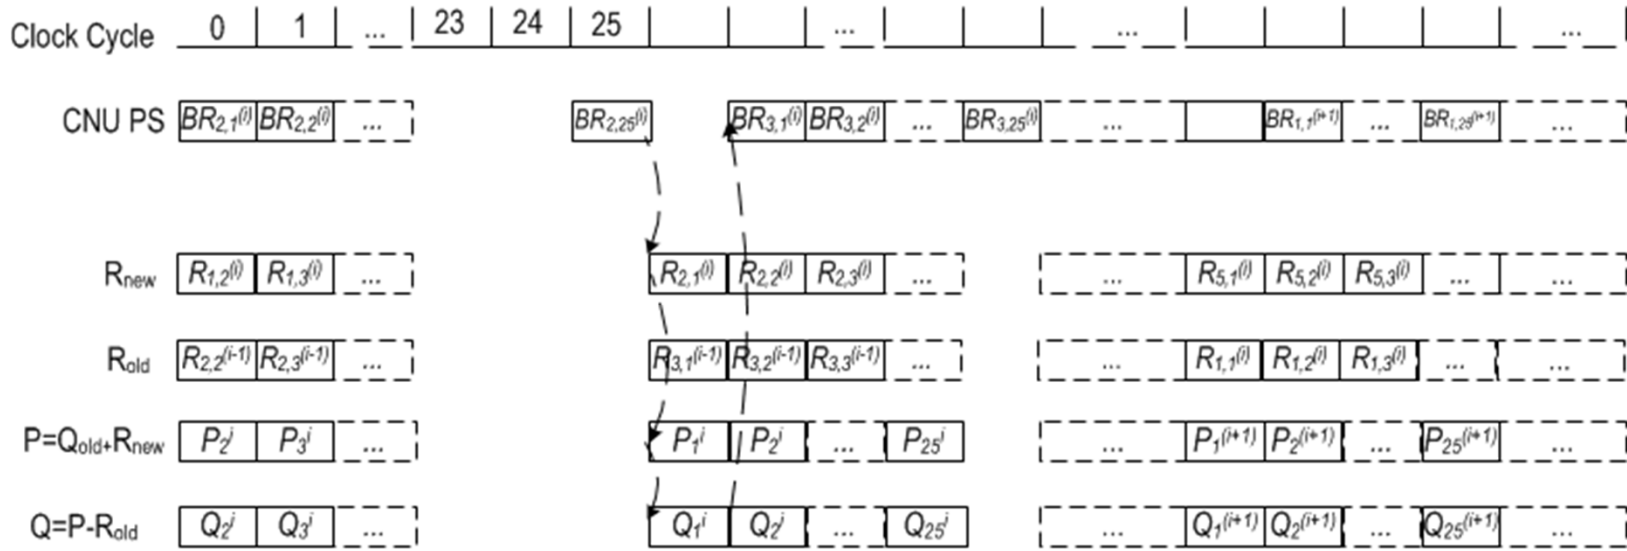 Clock Cycle 0 1 ... 23 24 25 ... ... ...
CNU PS BR2,1(i) BR2,2(i) ... BR2,25(i) BR3,1(i) BR3,2(i) ... BR3,25(i) ... BR1,1(i+1) ... BR1,25(i+1) ...
Rnew R1,2(i) R1,3(i) ... R2,1(i) R2,2(i) R2,3(i) ... ... R5,1(i) R5,2(i) R5,3(i) ... ...
Rold R2,2(i-1) R2,3(i-1) ... R3,1(i-1) R3,2(i-1) R3,3(i-1) ... ... R1,1(i) R1,2(i) R1,3(i) ... ...
P=Qold+Rnew P2i P3i ... P1i P2i ... P25i ... P1(i+1) P2(i+1) ... P25(i+1) ...
Q=P-Rold Q2i Q3i ... Q1i Q2i ... Q25i ... Q1(i+1) Q2(i+1) ... Q25(i+1) ...